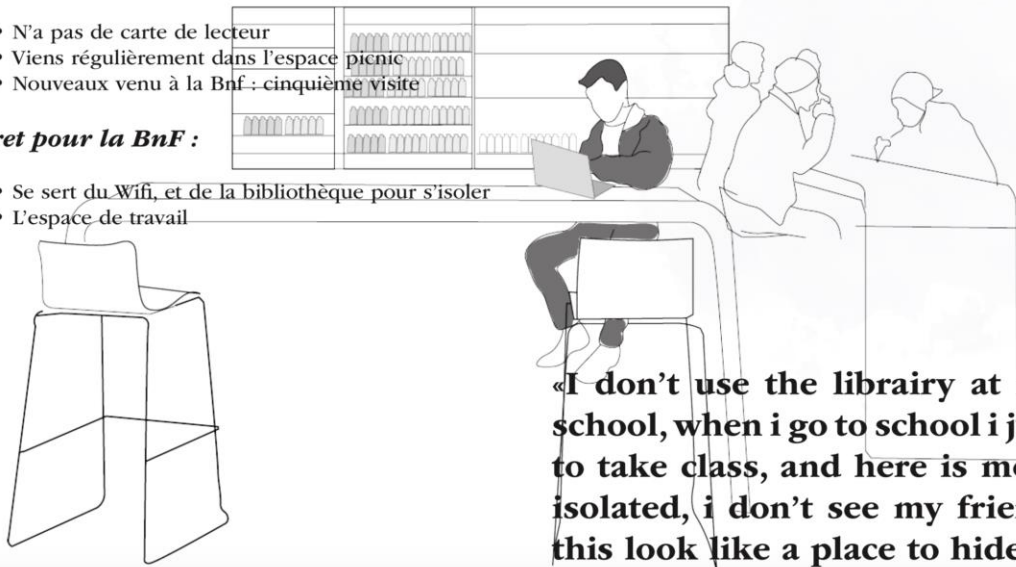 • N'a pas de carte de lecteur
• Viens régulièrement dans l'espace picnic
• Nouveaux venu à la Bnf : cinquième visite
ret pour la BnF :
• Se sert du Wifi, et de la bibliothèque pour s'isoler
• L'espace de travail
«I don't use the librairy at
school, when i go to school i j
to take class, and here is mo
isolated, i don't see my frie
this look like a place to hide